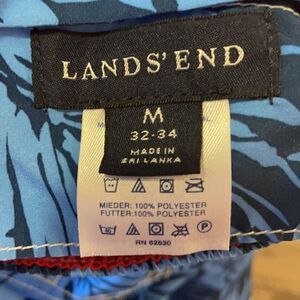 LANDS' END
M
32-34
MADE IN
SRI LANKA
MIEDER: 100% POLYESTER
FUTTER: 100% POLYESTER
P
RN 62830